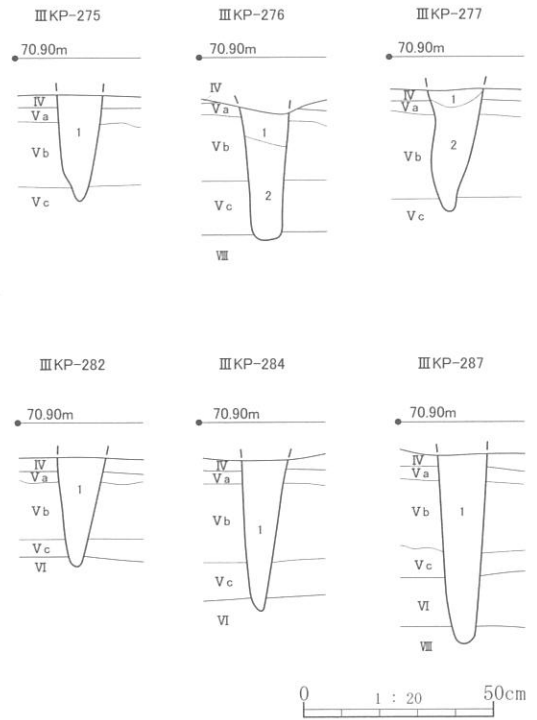 ⅢKP-275
70.90m
Ⅳ
Ⅴa
1
Ⅴb
Ⅴc
ⅢKP-276
70.90m
Ⅳ
Ⅴa
1
Ⅴb
2
Ⅴc
Ⅷ
ⅢKP-277
70.90m
Ⅳ
1
Ⅴa
2
Ⅴb
Ⅴc
ⅢKP-282
70.90m
Ⅳ
Ⅴa
1
Ⅴb
Ⅴc
Ⅵ
ⅢKP-284
70.90m
Ⅳ
Ⅴa
Ⅴb
1
Ⅴc
Ⅵ
ⅢKP-287
70.90m
Ⅳ
Ⅴa
Ⅴb
1
Ⅴc
Ⅵ
Ⅷ
0 1 : 20 50cm